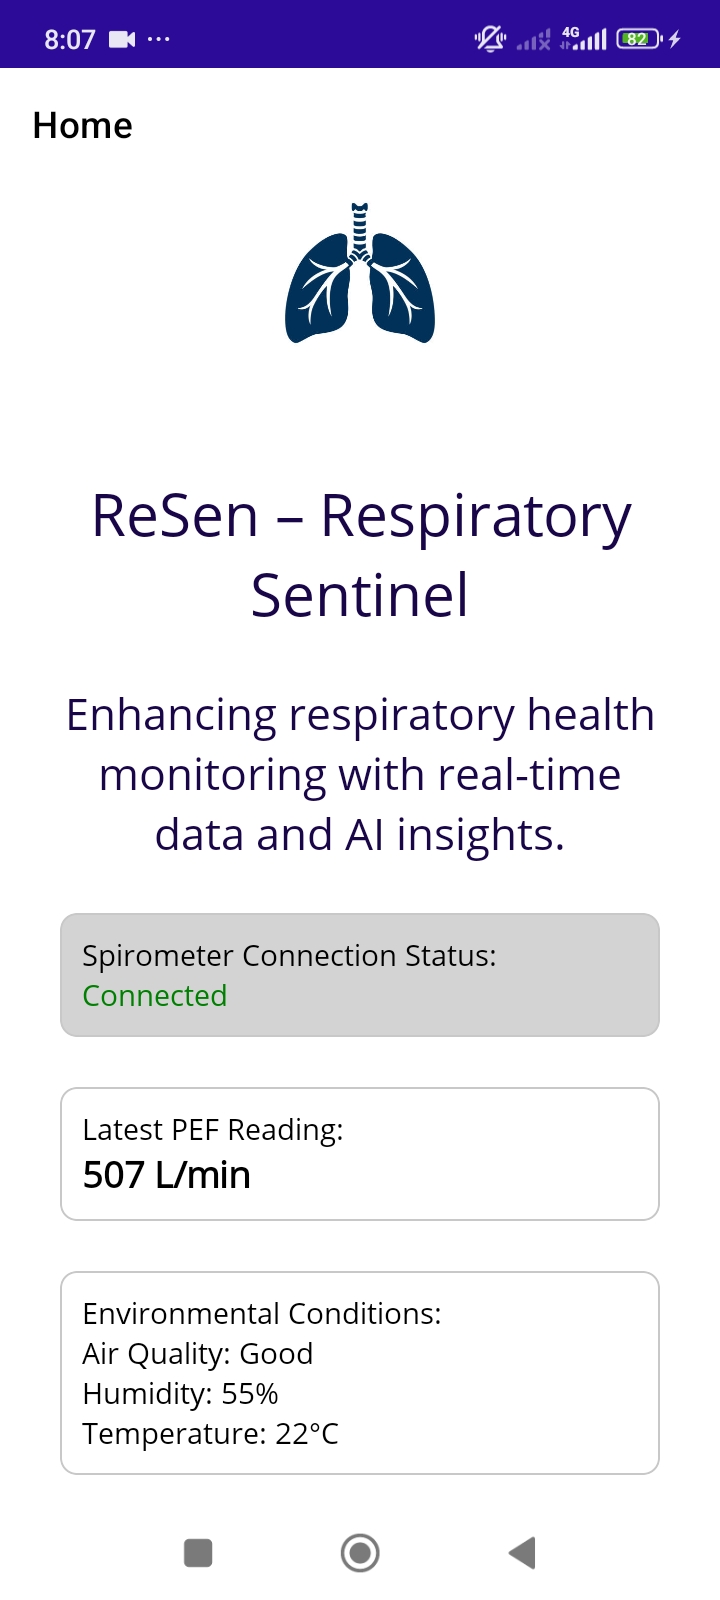 8:07
4G
82
Home
ReSen – Respiratory
Sentinel
Enhancing respiratory health
monitoring with real-time
data and AI insights.
Spirometer Connection Status:
Connected
Latest PEF Reading:
507 L/min
Environmental Conditions:
Air Quality: Good
Humidity: 55%
Temperature: 22°C